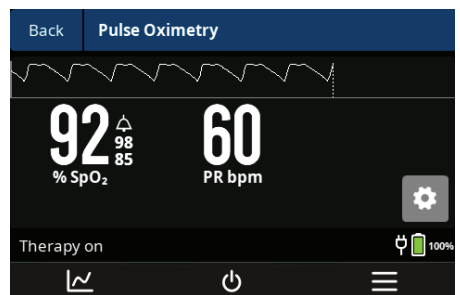 Back
Pulse Oximetry
92
98
85
% SpO₂
60
PR bpm
Therapy on
100%